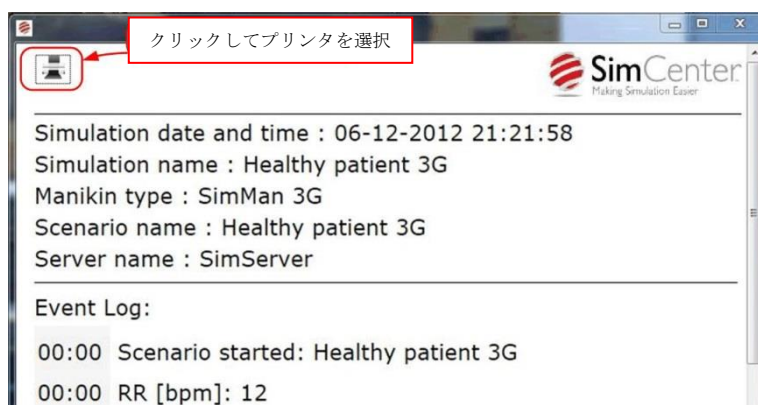 クリックしてプリンタを選択
SimCenter
Making Simulation Easier
Simulation date and time : 06-12-2012 21:21:58
Simulation name : Healthy patient 3G
Manikin type : SimMan 3G
Scenario name : Healthy patient 3G
Server name : SimServer
Event Log:
00:00 Scenario started: Healthy patient 3G
00:00 RR [bpm]: 12